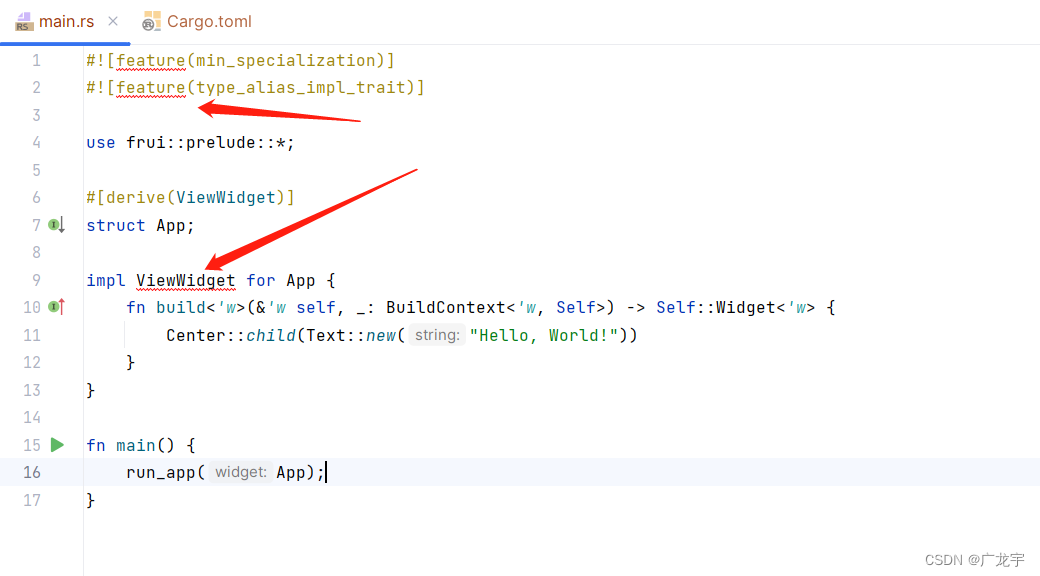 main.rs × Cargo.toml
1 #![feature(min_specialization)]
2 #![feature(type_alias_impl_trait)]
3
4 use frui::prelude::*;
5
6 #[derive(ViewWidget)]
7 struct App;
8
9 impl ViewWidget for App {
10 fn build<'w>(&'w self, _: BuildContext<'w, Self>) -> Self::Widget<'w> {
11 Center::child(Text::new( string: "Hello, World!"))
12 }
13 }
14
15 fn main() {
16 run_app( widget: App);
17 }
CSDN @广龙宇